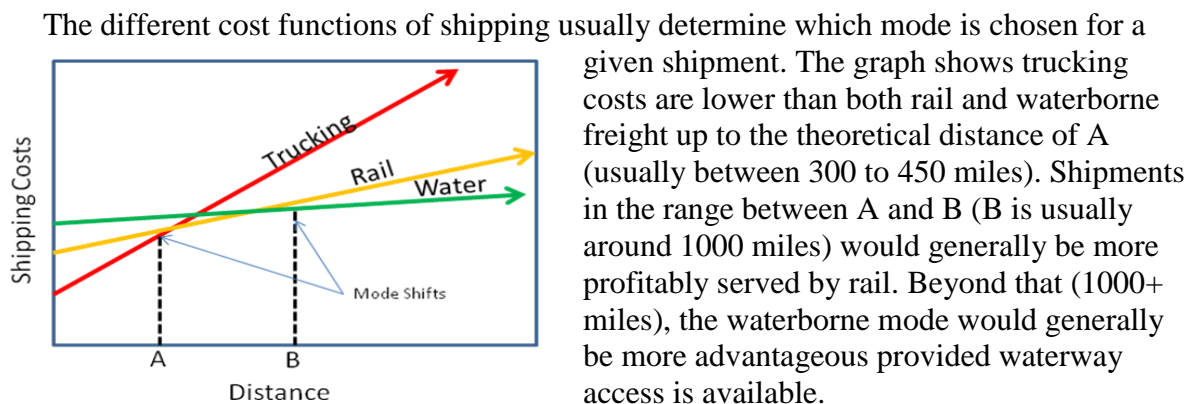 The different cost functions of shipping usually determine which mode is chosen for a
given shipment. The graph shows trucking
costs are lower than both rail and waterborne
freight up to the theoretical distance of A
(usually between 300 to 450 miles). Shipments
in the range between A and B (B is usually
around 1000 miles) would generally be more
profitably served by rail. Beyond that (1000+
miles), the waterborne mode would generally
be more advantageous provided waterway
access is available.
Shipping Costs
Trucking
Rail
Water
Mode Shifts
A
B
Distance